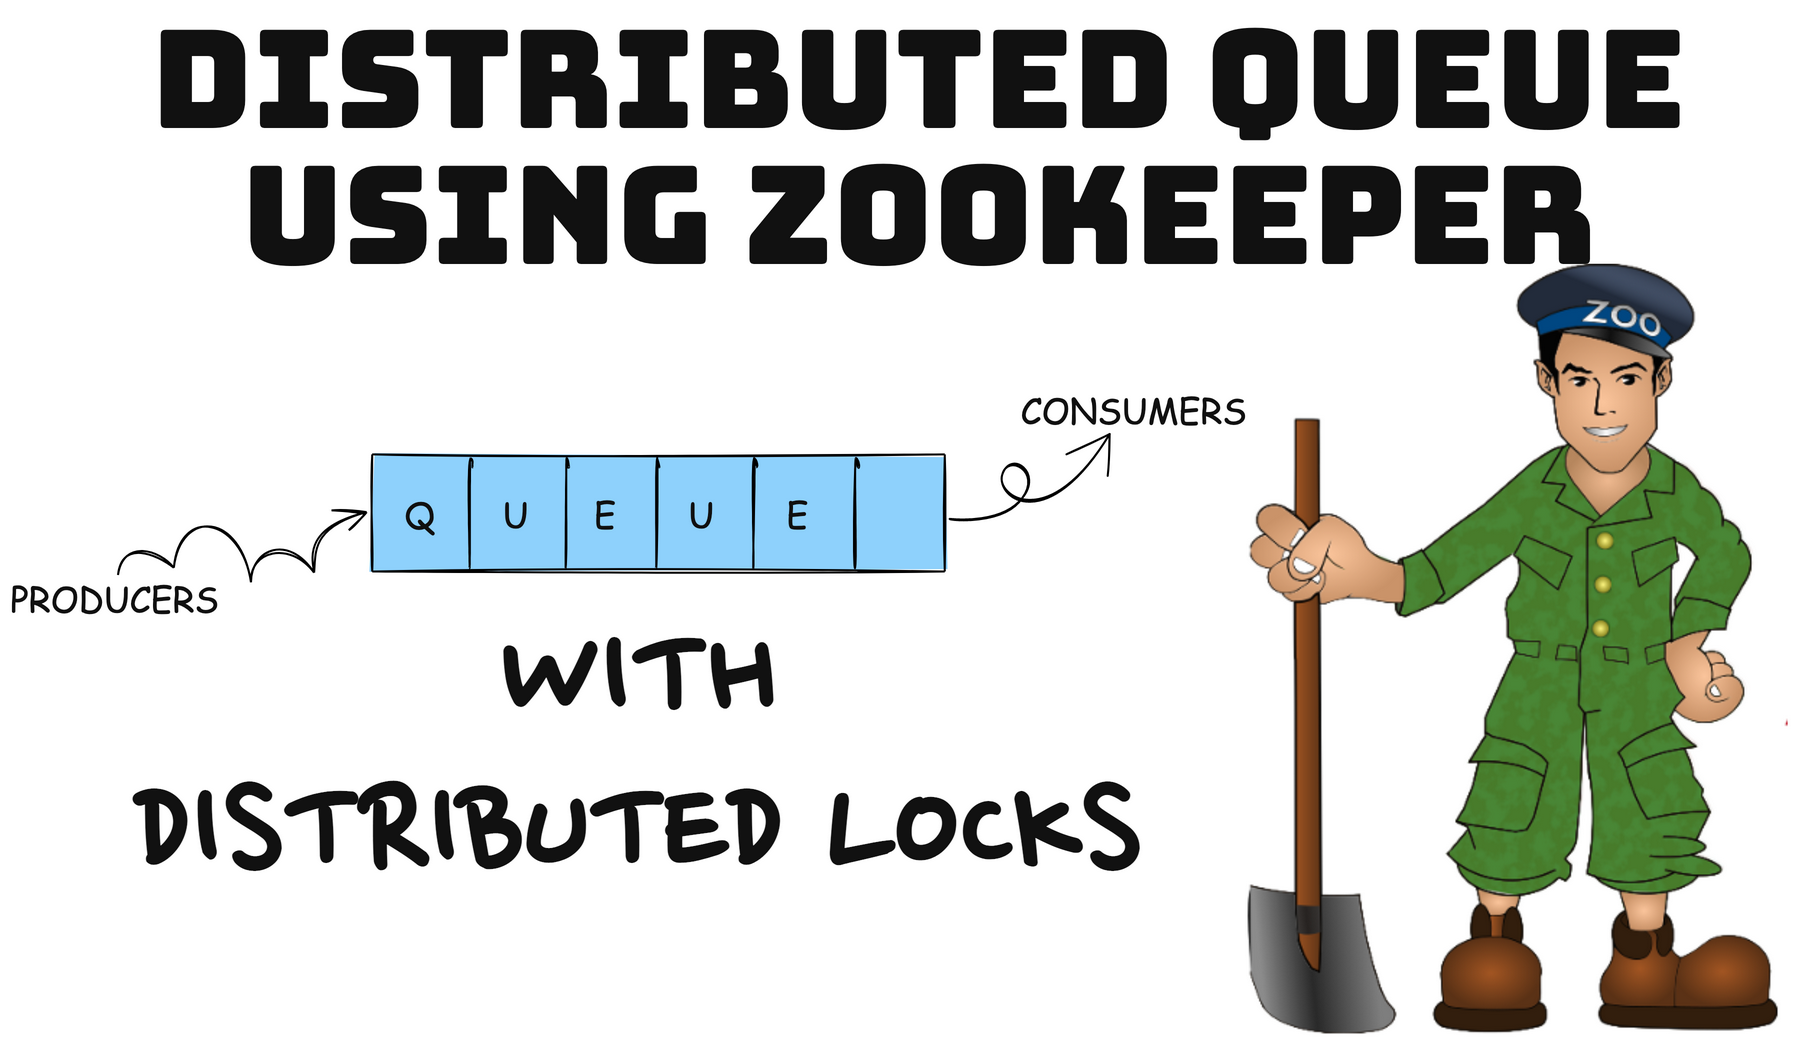 DISTRIBUTED QUEUE
USING ZOOKEEPER
ZOO
CONSUMERS
Q U E U E
PRODUCERS
WITH
DISTRIBUTED LOCKS